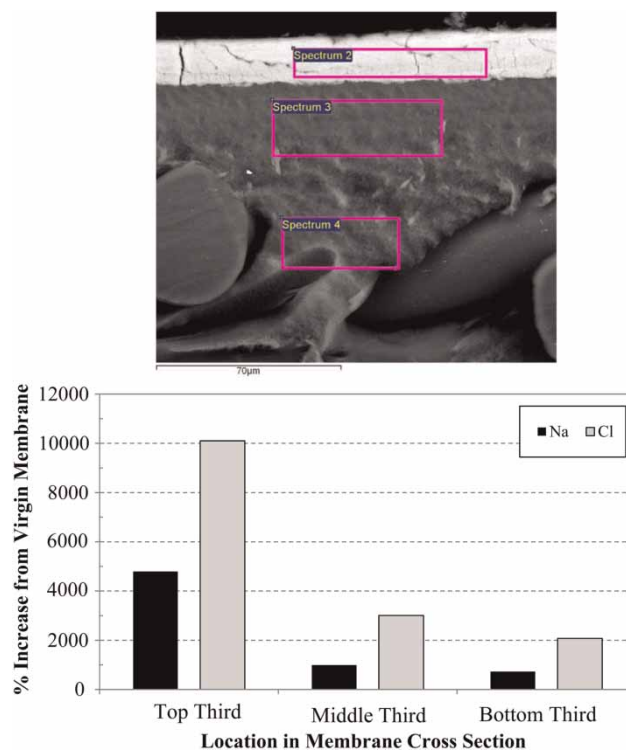 Spectrum 2
Spectrum 3
Spectrum 4
70μm
% Increase from Virgin Membrane
12000
10000
8000
6000
4000
2000
0
Na Cl
Top Third Middle Third Bottom Third
Location in Membrane Cross Section